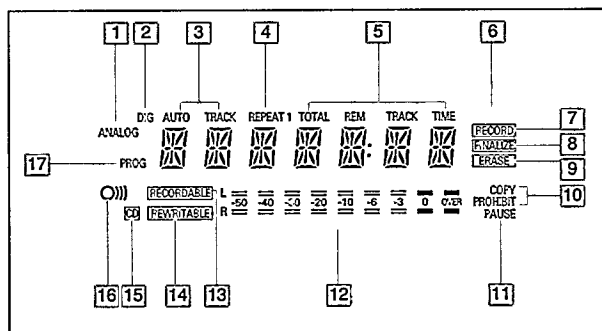 1 2 3 4 5 6
DIG AUTO TRACK REPEAT 1 TOTAL REM TRACK TIME
ANALOG
RECORD 7
FINALIZE 8
17 PROG ERASE 9
RECORDABLE L COPY
-50 -40 -30 -20 -10 -6 -3 0 OVER PROHIBIT 10
CD REWRITABLE R PAUSE
16 15 14 13 12 11